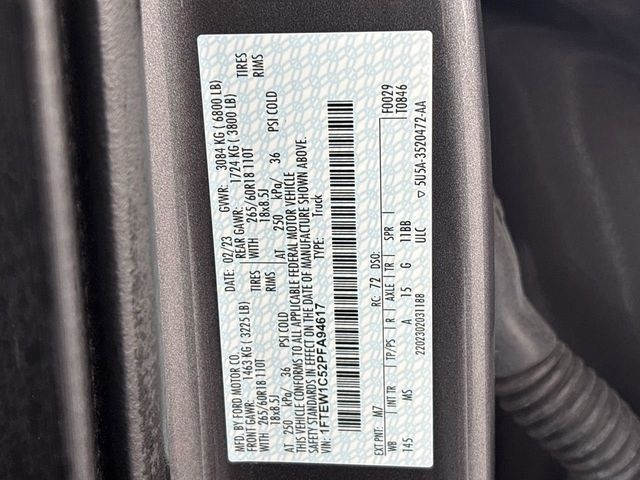 MFD. BY FORD MOTOR CO.
DATE: 02/23 GVWR: 3084 KG ( 6800 LB)
FRONT GAWR: 1463 KG ( 3225 LB) REAR GAWR: 1724 KG ( 3800 LB)
265/60R18 110T TIRES WITH 265/60R18 110T TIRES
18x8.5J RIMS 18x8.5J RIMS
AT 250 kPa/ 36 PSI COLD AT 250 kPa/ 36 PSI COLD
THIS VEHICLE CONFORMS TO ALL APPLICABLE FEDERAL MOTOR VEHICLE
SAFETY STANDARDS IN EFFECT ON THE DATE OF MANUFACTURE SHOWN ABOVE.
VIN: 1FTEW1C52PFA94617 TYPE: Truck
F0029
EXT PNT: M7 RC: 72 DSO: T0846
WB INT TR TP/PS R AXLE TR SPR
145 MS A 15 G 11BB
2202302031188 ULC ▽ 5U5A-3520472-AA